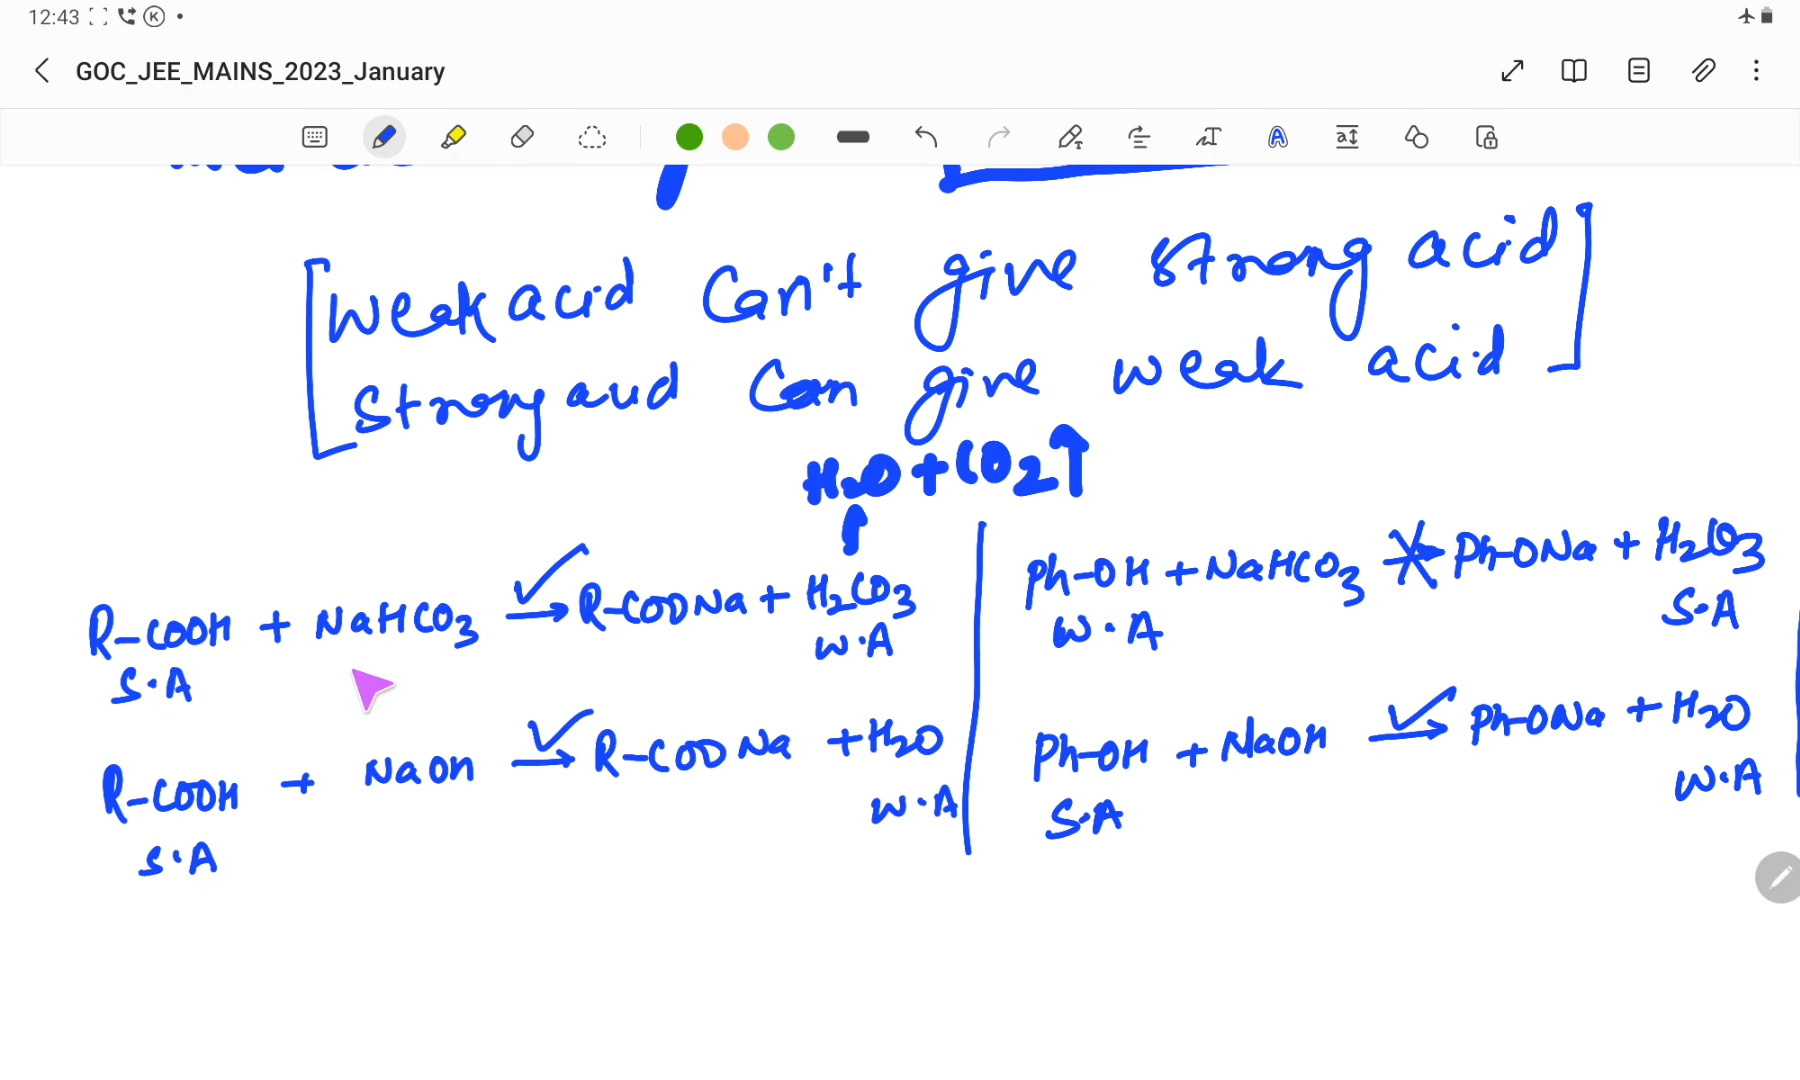 12:43
GOC_JEE_MAINS_2023_January
[Weak acid Can't give strong acid]
Strong acid Can give weak acid
H2O + CO2↑
R-COOH + NaHCO3 → R-COONa + H2CO3
S.A W.A
R-COOH + NaOH → R-COONa + H2O
S.A W.A
Ph-OH + NaHCO3 → Ph-ONa + H2CO3
W.A S.A
Ph-OH + NaOH → Ph-ONa + H2O
S.A W.A